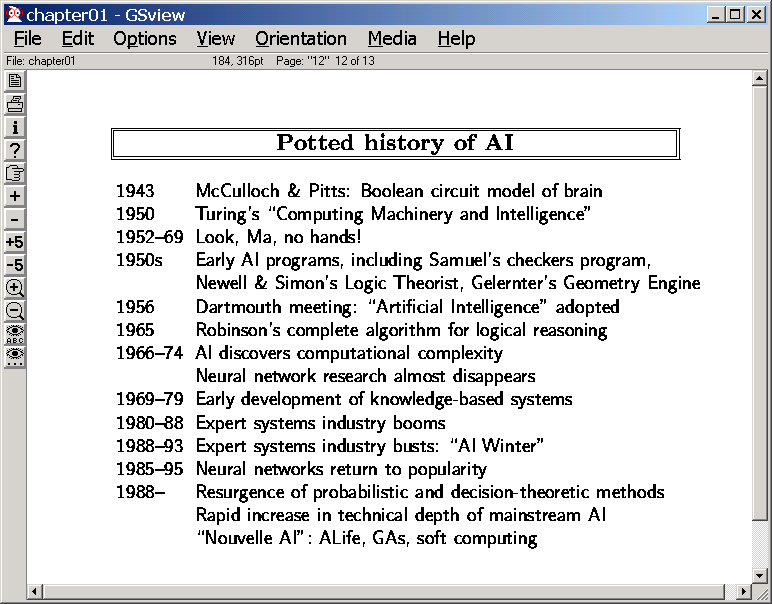 chapter01 - GSview
File Edit Options View Orientation Media Help
File: chapter01 184, 316pt Page: "12" 12 of 13
Potted history of AI
1943 McCulloch & Pitts: Boolean circuit model of brain
1950 Turing's “Computing Machinery and Intelligence”
1952–69 Look, Ma, no hands!
1950s Early AI programs, including Samuel's checkers program,
Newell & Simon's Logic Theorist, Gelernter's Geometry Engine
1956 Dartmouth meeting: “Artificial Intelligence” adopted
1965 Robinson's complete algorithm for logical reasoning
1966–74 AI discovers computational complexity
Neural network research almost disappears
1969–79 Early development of knowledge-based systems
1980–88 Expert systems industry booms
1988–93 Expert systems industry busts: “AI Winter”
1985–95 Neural networks return to popularity
1988– Resurgence of probabilistic and decision-theoretic methods
Rapid increase in technical depth of mainstream AI
“Nouvelle AI”: ALife, GAs, soft computing
i
?
+
-
+5
-5
ABC